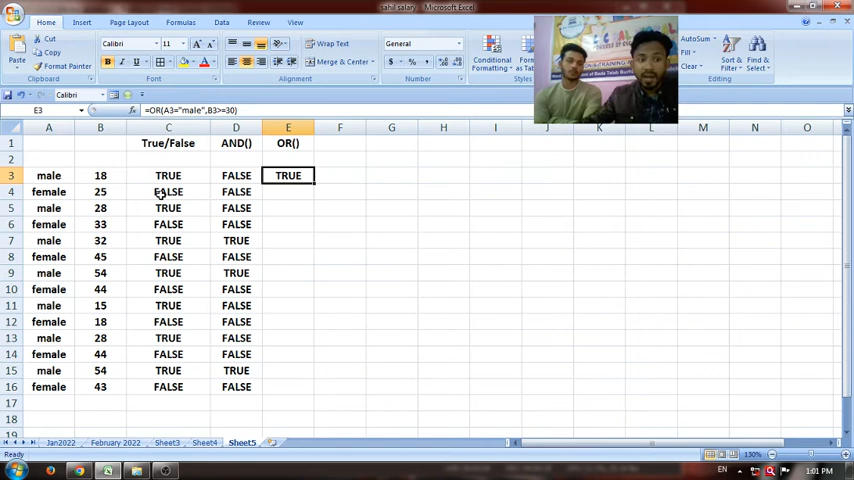 sahil salary - Microsoft Excel
Home Insert Page Layout Formulas Data Review View
Cut
Copy
Format Painter
Paste
Clipboard
Calibri 11
B I U
Font
Wrap Text
Merge & Center
Alignment
Conditional Formatting
AutoSum
Fill
Clear
Sort & Filter
Find & Select
Editing
Calibri
E3 fx =OR(A3="male",B3>=30)
A B C D E F G H I J K L M N O
1 True/False AND() OR()
2
3 male 18 TRUE FALSE TRUE
4 female 25 FALSE FALSE
5 male 28 TRUE FALSE
6 female 33 FALSE FALSE
7 male 32 TRUE TRUE
8 female 45 FALSE FALSE
9 male 54 TRUE TRUE
10 female 44 FALSE FALSE
11 male 15 TRUE FALSE
12 female 18 FALSE FALSE
13 male 28 TRUE FALSE
14 female 44 FALSE FALSE
15 male 54 TRUE TRUE
16 female 43 FALSE FALSE
17
18
19
Jan2022 February 2022 Sheet3 Sheet4 Sheet5
Ready 130%
EN 1:01 PM